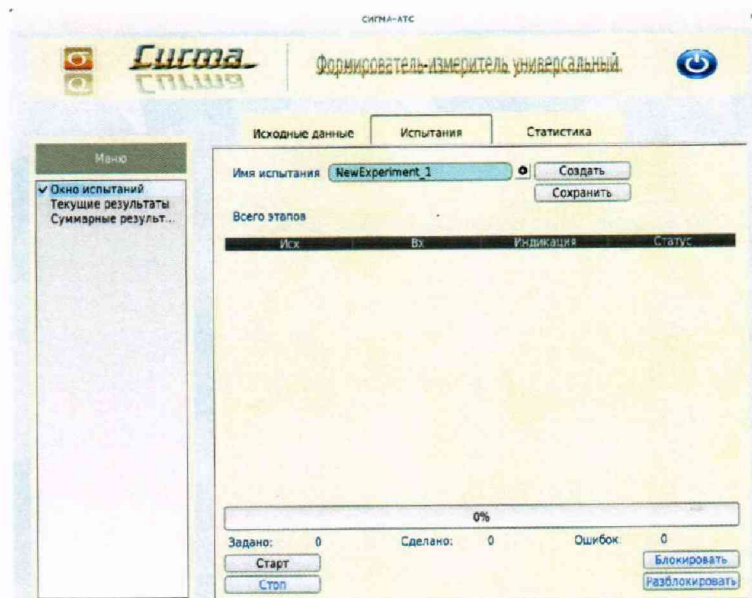 СИГМА-АТС
Сигма
Формирователь-измеритель универсальный
Исходные данные Испытания Статистика
Меню
Окно испытаний
Текущие результаты
Суммарные результ...
Имя испытания NewExperiment_1 Создать
Сохранить
Всего этапов
Исх Вх Индикация Статус
0%
Задано: 0 Сделано: 0 Ошибок 0
Старт Блокировать
Стоп Разблокировать